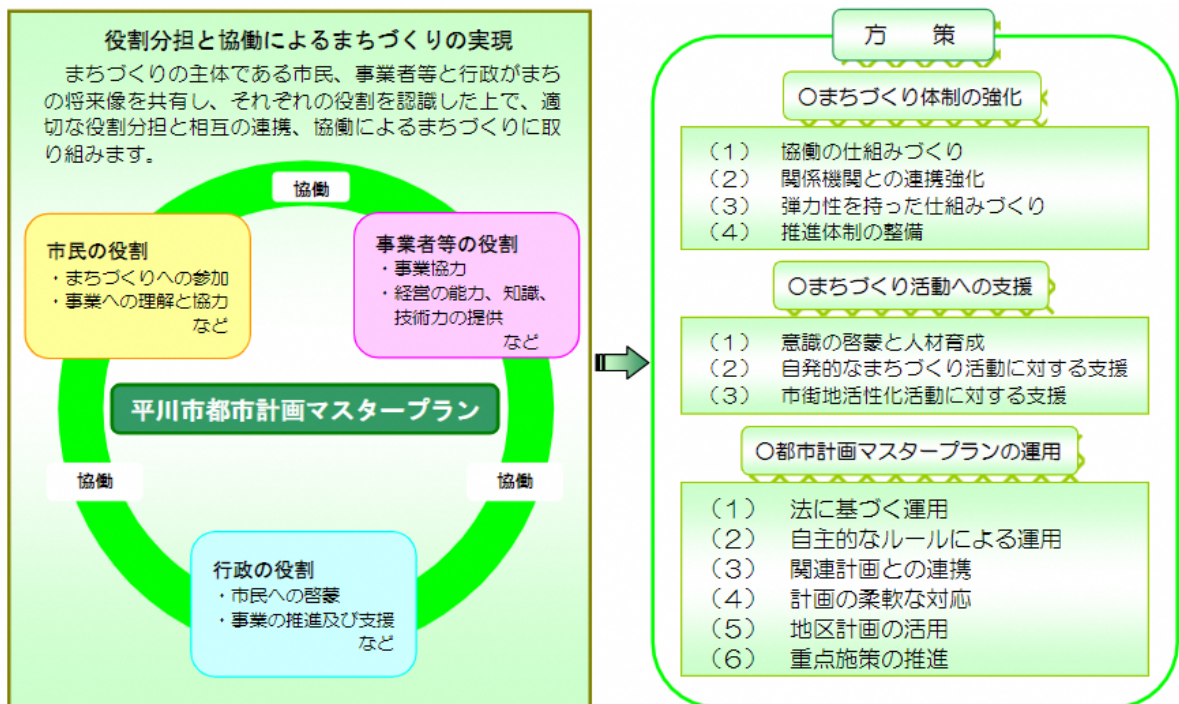 役割分担と協働によるまちづくりの実現
まちづくりの主体である市民、事業者等と行政がまち
の将来像を共有し、それぞれの役割を認識した上で、適
切な役割分担と相互の連携、協働によるまちづくりに取
り組みます。
協働
市民の役割
・まちづくりへの参加
・事業への理解と協力
など
事業者等の役割
・事業協力
・経営の能力、知識、
技術力の提供
など
平川市都市計画マスタープラン
協働
協働
行政の役割
・市民への啓蒙
・事業の推進及び支援
など
方　策
〇まちづくり体制の強化
（１）　協働の仕組みづくり
（２）　関係機関との連携強化
（３）　弾力性を持った仕組みづくり
（４）　推進体制の整備
〇まちづくり活動への支援
（１）　意識の啓蒙と人材育成
（２）　自発的なまちづくり活動に対する支援
（３）　市街地活性化活動に対する支援
〇都市計画マスタープランの運用
（１）　法に基づく運用
（２）　自主的なルールによる運用
（３）　関連計画との連携
（４）　計画の柔軟な対応
（５）　地区計画の活用
（６）　重点施策の推進